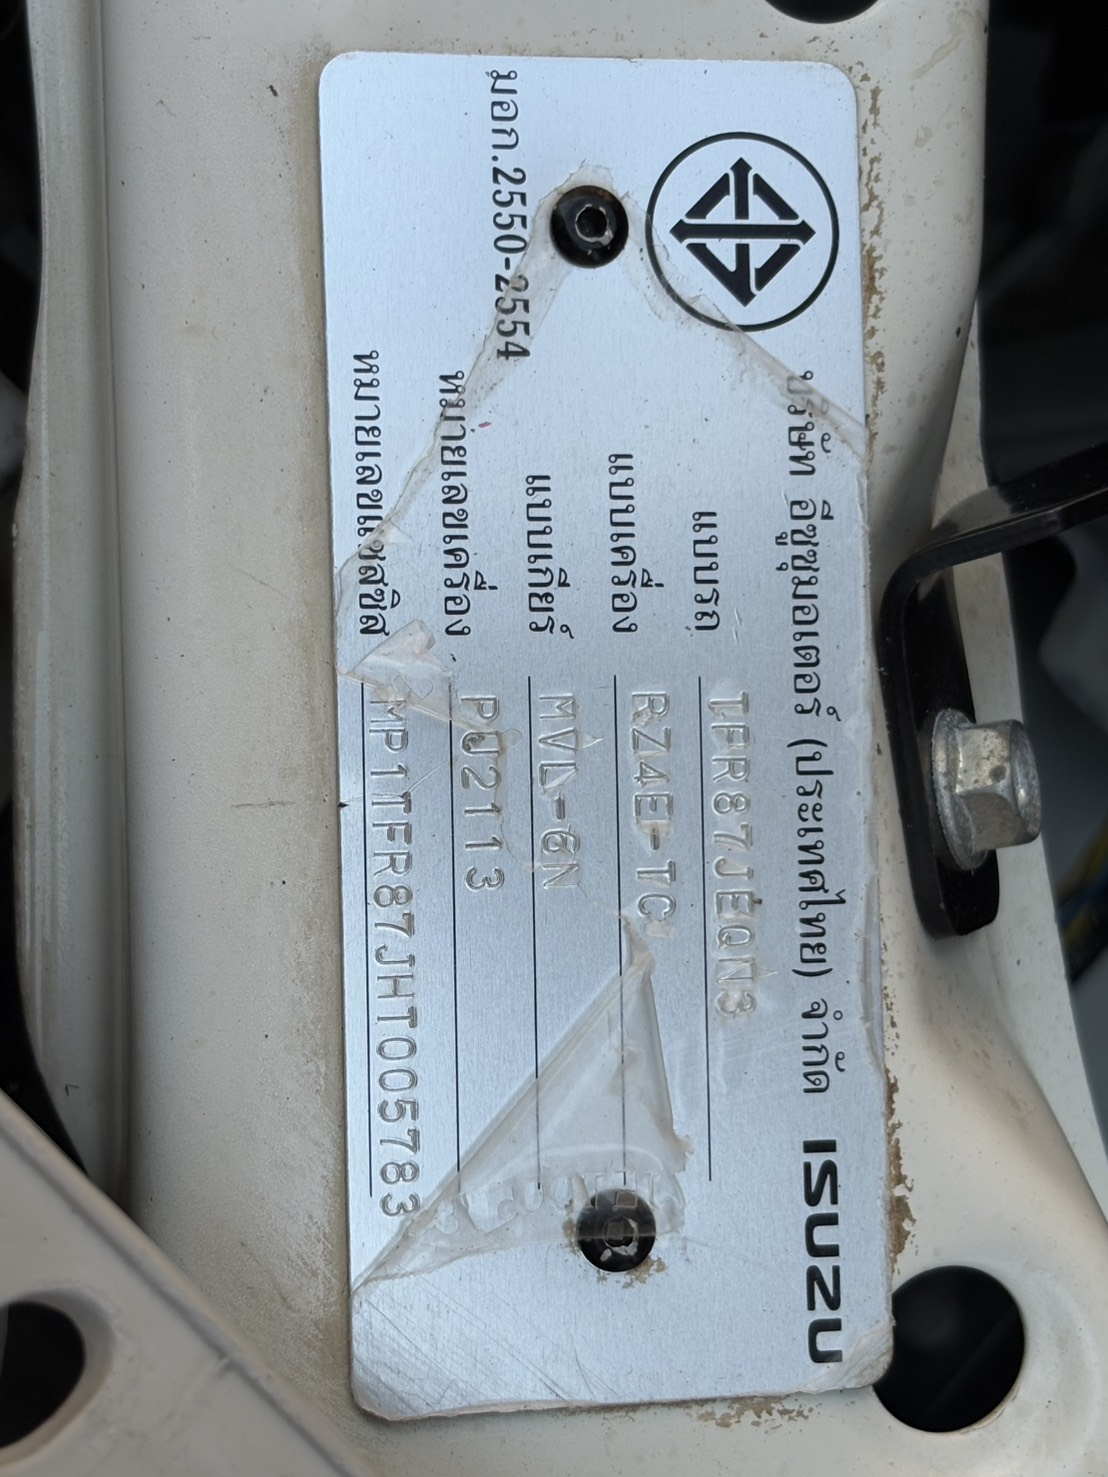 บริษัท อีซูซุมอเตอร์ (ประเทศไทย) จำกัด ISUZU
แบบรถ TFR87JEQN3
แบบเครื่อง RZ4E-TC
แบบเกียร์ MVL-6N
หมายเลขเครื่อง PU2113
หมายเลขแชสซิส MP1TFR87JHT005783
มอก.2550-2554